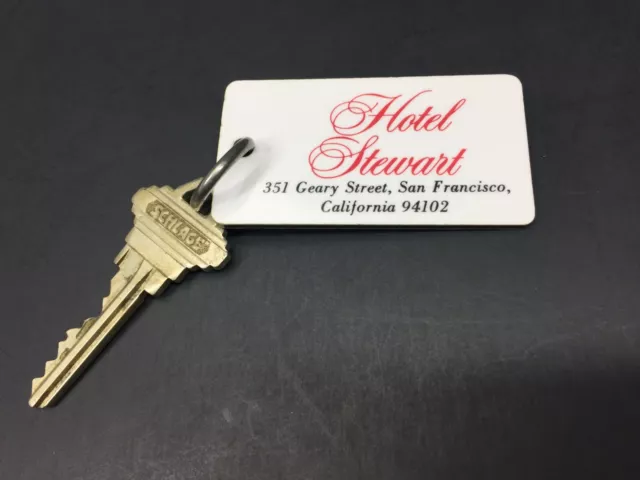 Hotel
Stewart
351 Geary Street, San Francisco,
California 94102
SCHLAGE